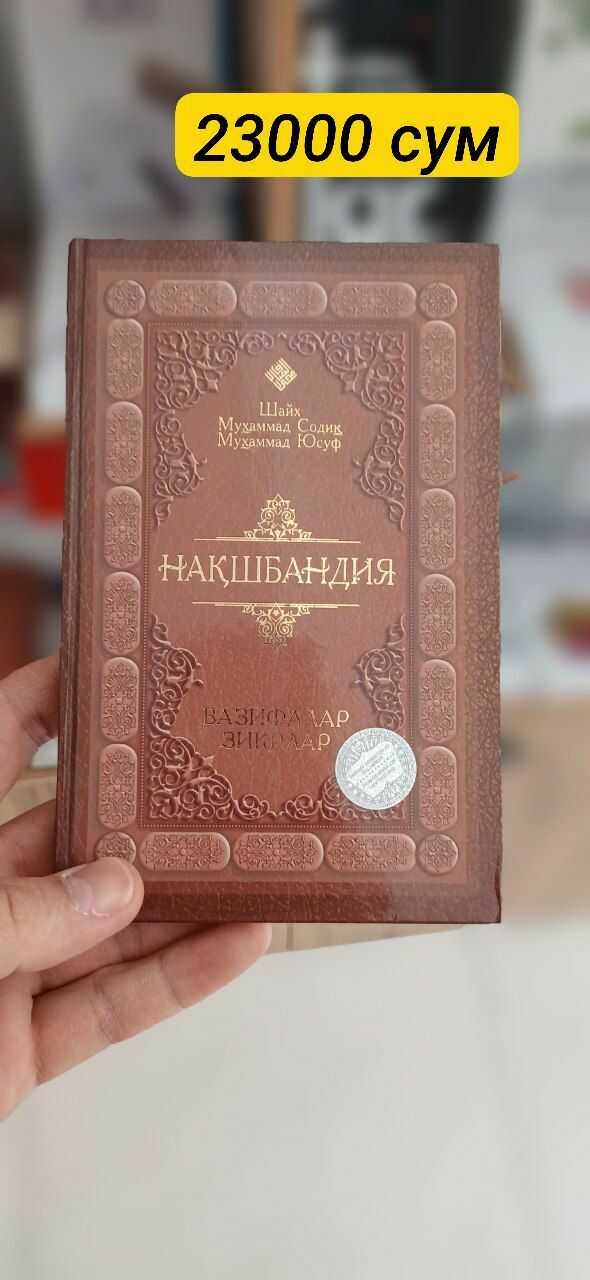 23000 сум
Шайх
Муҳаммад Содиқ
Муҳаммад Юсуф
НАҚШБАНДИЯ
ВАЗИФАЛАР
ЗИКРЛАР